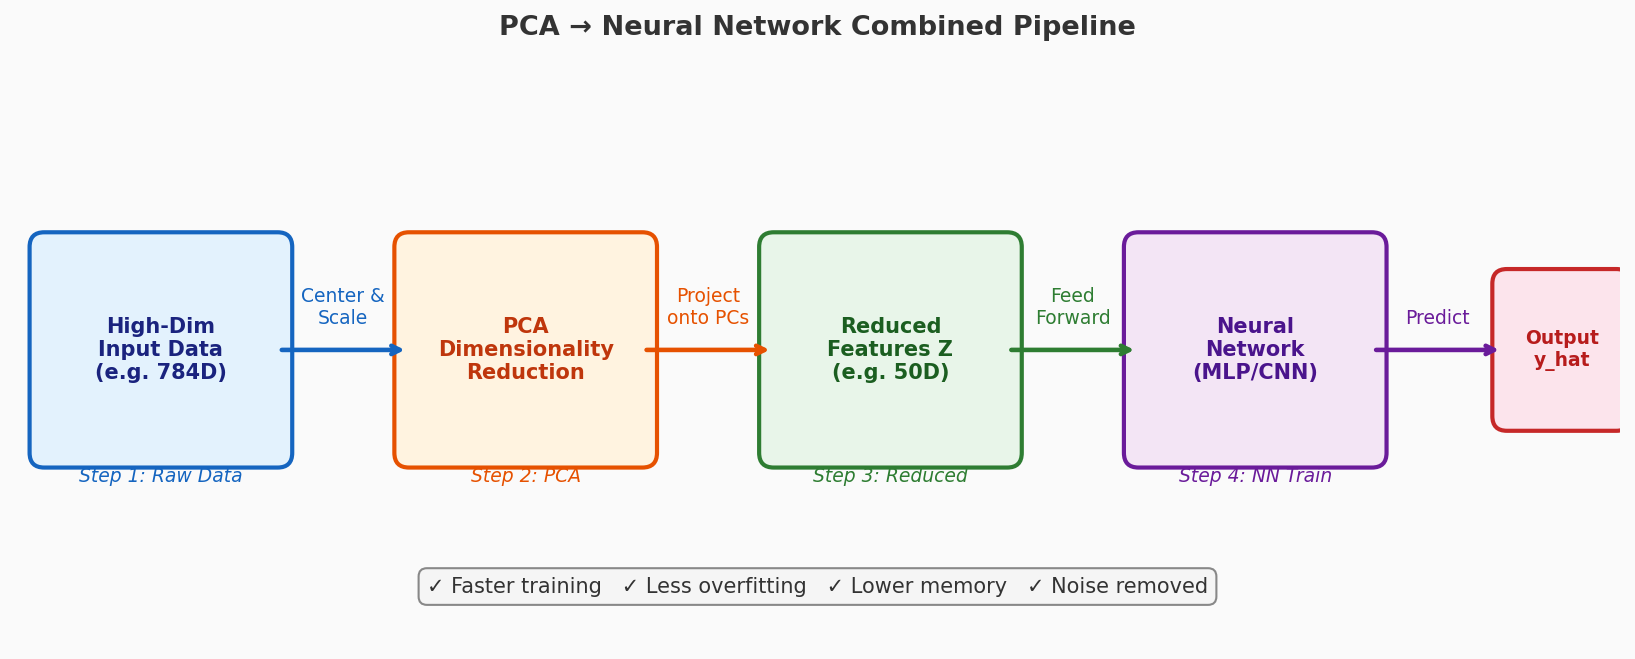 PCA → Neural Network Combined Pipeline
High-Dim
Input Data
(e.g. 784D)
Center &
Scale
PCA
Dimensionality
Reduction
Project
onto PCs
Reduced
Features Z
(e.g. 50D)
Feed
Forward
Neural
Network
(MLP/CNN)
Predict
Output
y_hat
Step 1: Raw Data
Step 2: PCA
Step 3: Reduced
Step 4: NN Train
✓ Faster training ✓ Less overfitting ✓ Lower memory ✓ Noise removed